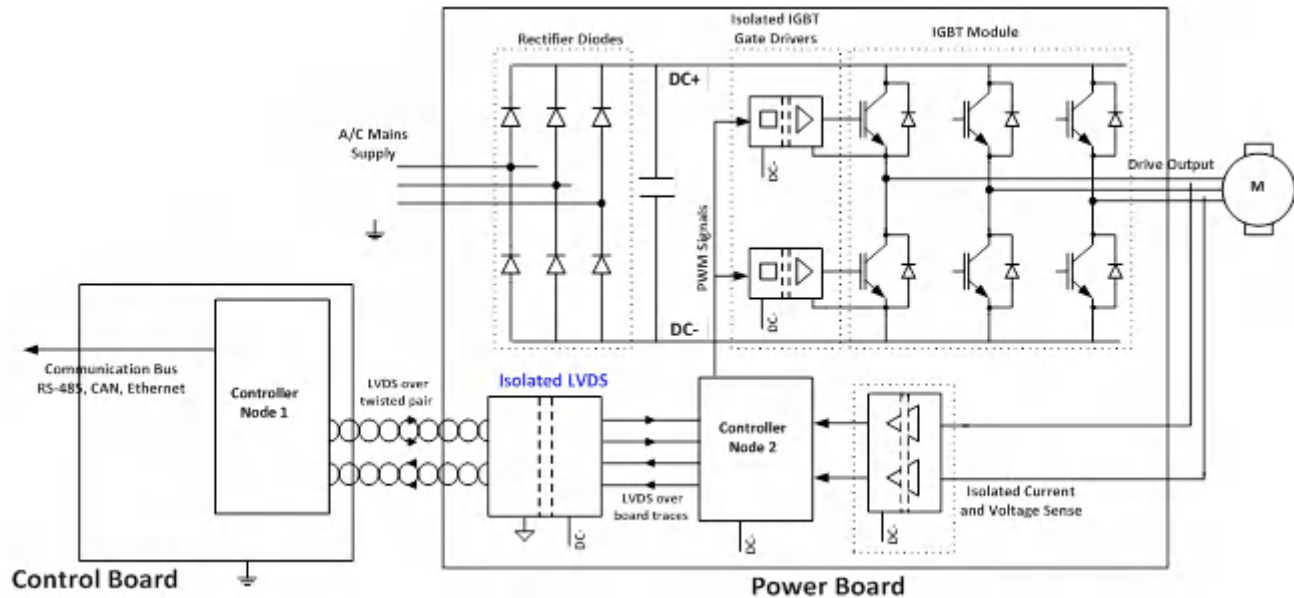 Rectifier Diodes
Isolated IGBT
Gate Drivers
IGBT Module
DC+
A/C Mains
Supply
DC-
PWM Signals
DC-
DC-
Drive Output
M
Communication Bus
RS-485, CAN, Ethernet
Controller
Node 1
LVDS over
twisted pair
Isolated LVDS
LVDS over
board traces
DC-
Controller
Node 2
DC-
DC-
Isolated Current
and Voltage Sense
Control Board
Power Board